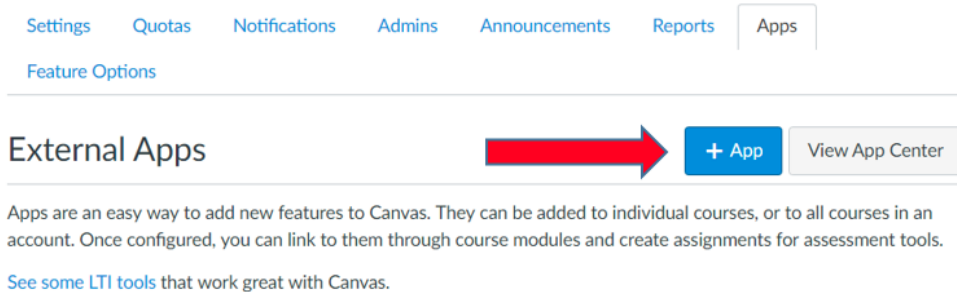 Settings Quotas Notifications Admins Announcements Reports Apps
Feature Options
External Apps + App View App Center
Apps are an easy way to add new features to Canvas. They can be added to individual courses, or to all courses in an
account. Once configured, you can link to them through course modules and create assignments for assessment tools.
See some LTI tools that work great with Canvas.